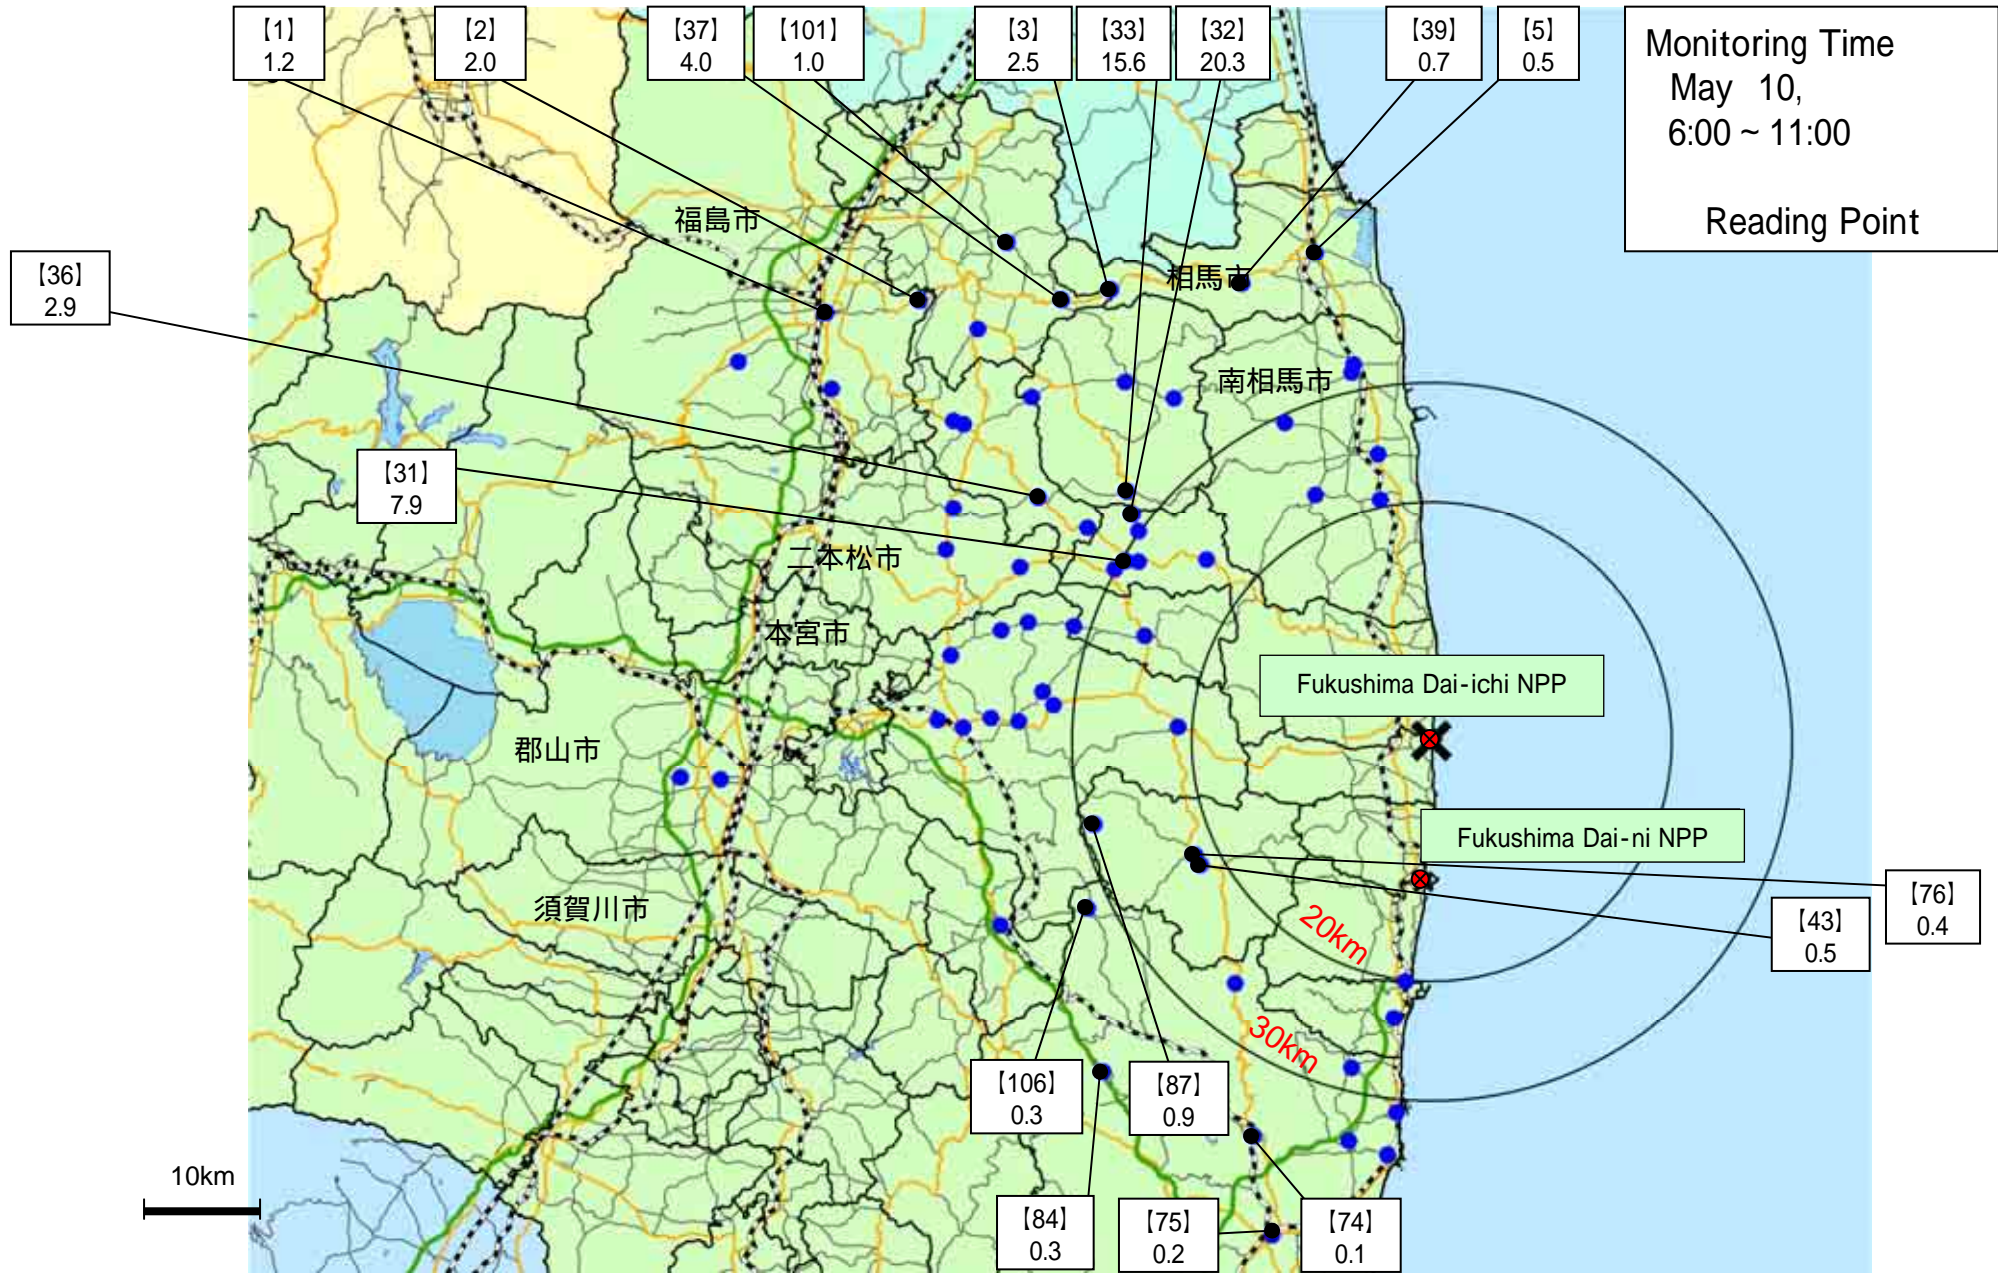 【1】
1.2
【2】
2.0
【37】
4.0
【101】
1.0
【3】
2.5
【33】
15.6
【32】
20.3
【39】
0.7
【5】
0.5
Monitoring Time
May 10,
6:00 ~ 11:00
Reading Point
福島市
相馬市
【36】
2.9
南相馬市
【31】
7.9
二本松市
本宮市
Fukushima Dai-ichi NPP
郡山市
Fukushima Dai-ni NPP
須賀川市
【76】
0.4
【43】
0.5
20km
30km
【106】
0.3
【87】
0.9
10km
【84】
0.3
【75】
0.2
【74】
0.1